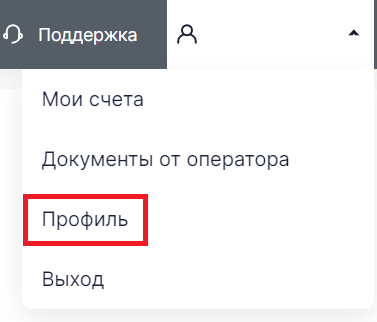 Поддержка
Мои счета
Документы от оператора
Профиль
Выход